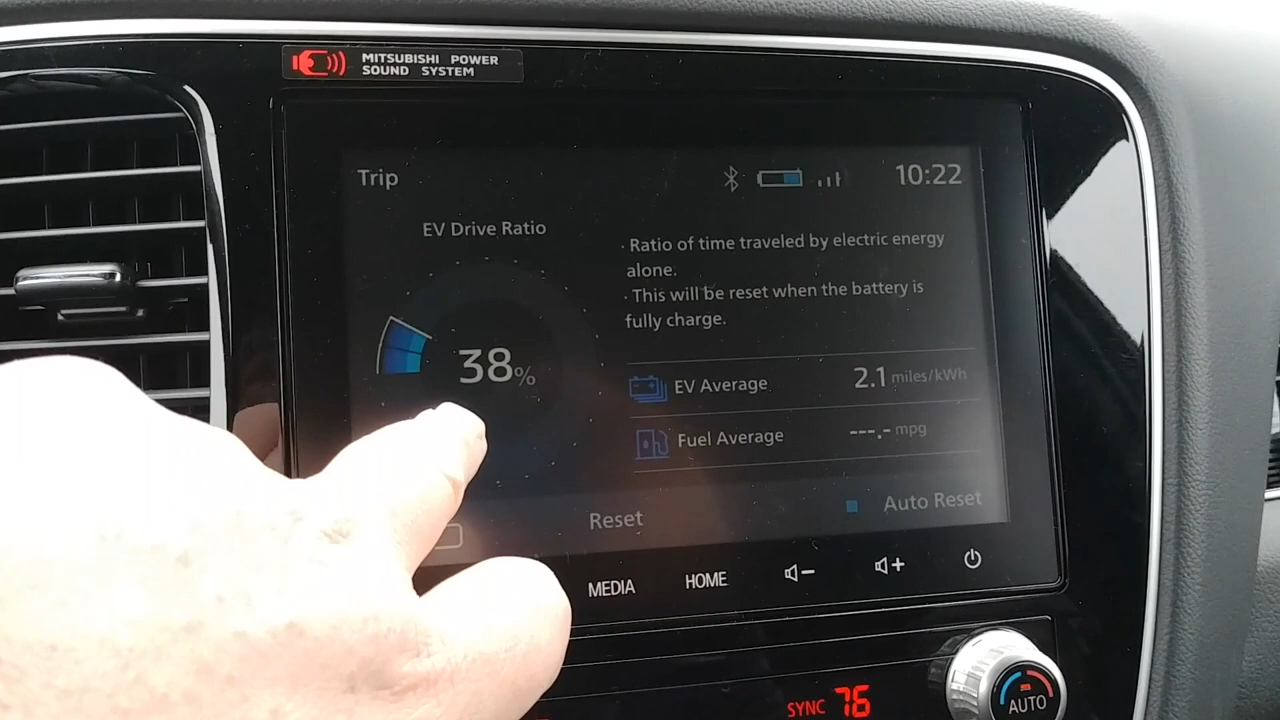 MITSUBISHI POWER
SOUND SYSTEM
Trip
10:22
EV Drive Ratio
38%
· Ratio of time traveled by electric energy
alone.
· This will be reset when the battery is
fully charge.
EV Average 2.1 miles/kWh
Fuel Average ---.- mpg
Reset
Auto Reset
MEDIA
HOME
SYNC 76
AUTO